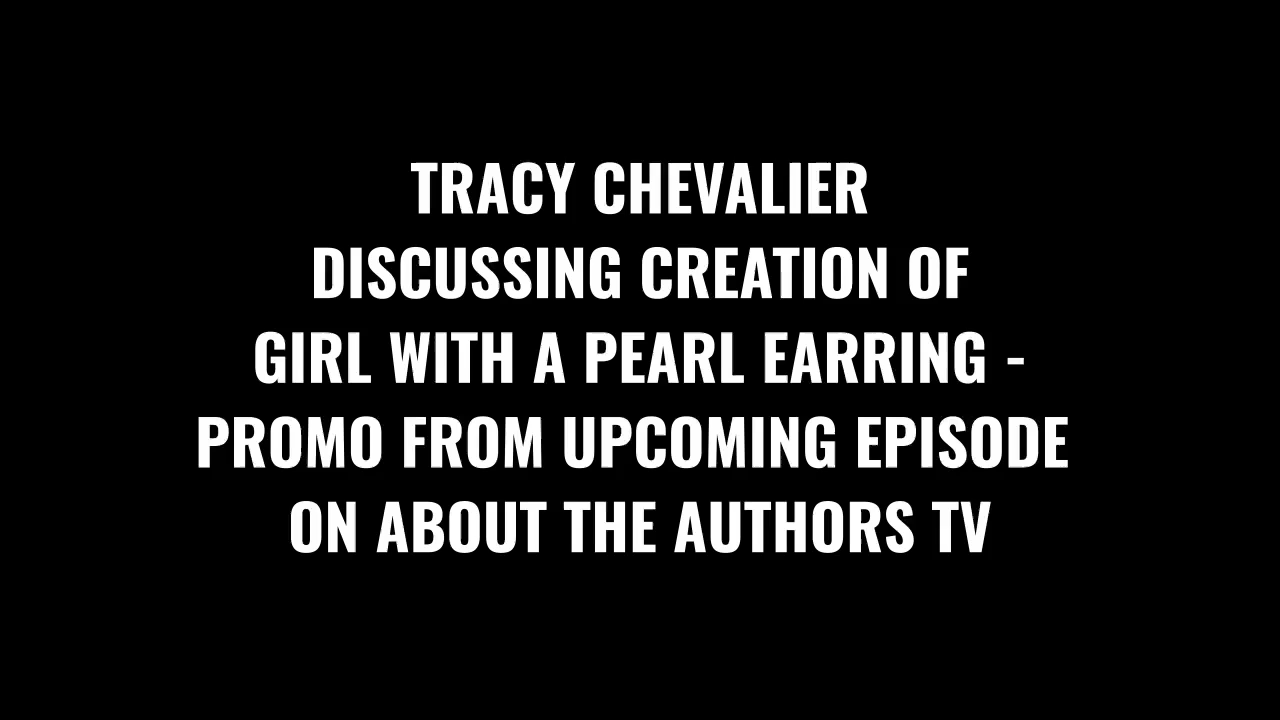 TRACY CHEVALIER
DISCUSSING CREATION OF
GIRL WITH A PEARL EARRING -
PROMO FROM UPCOMING EPISODE
ON ABOUT THE AUTHORS TV